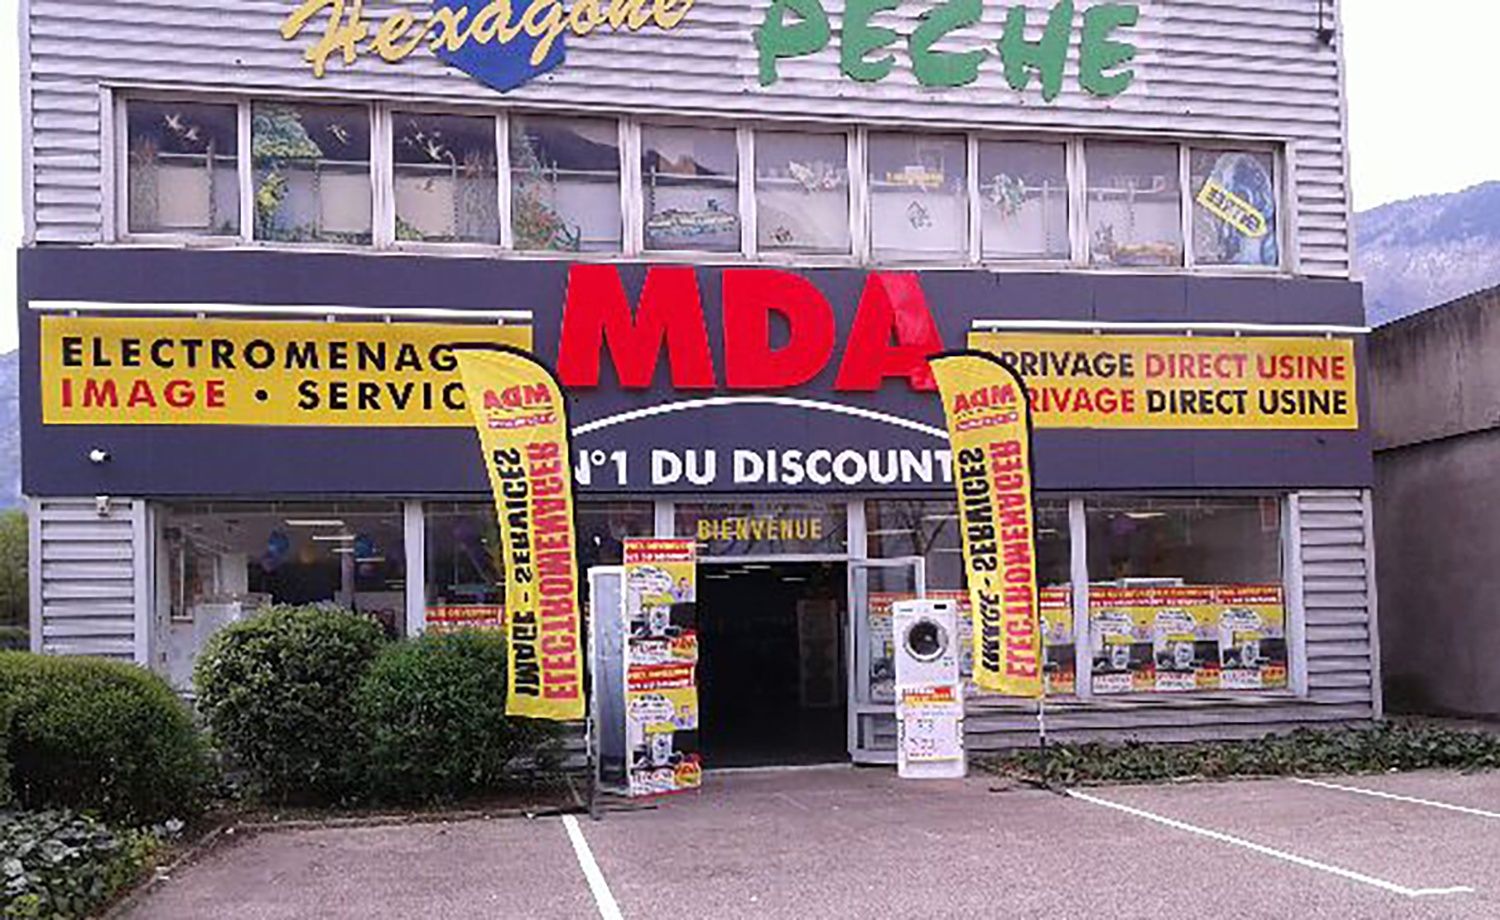 Hexagone
PECHE
MDA
ELECTROMENAG
IMAGE • SERVIC
RRIVAGE DIRECT USINE
RIVAGE DIRECT USINE
N°1 DU DISCOUNT
MDA
IMAGE - SERVICES
ELECTROMENAGER
MDA
IMAGE - SERVICES
ELECTROMENAGER
BIENVENUE